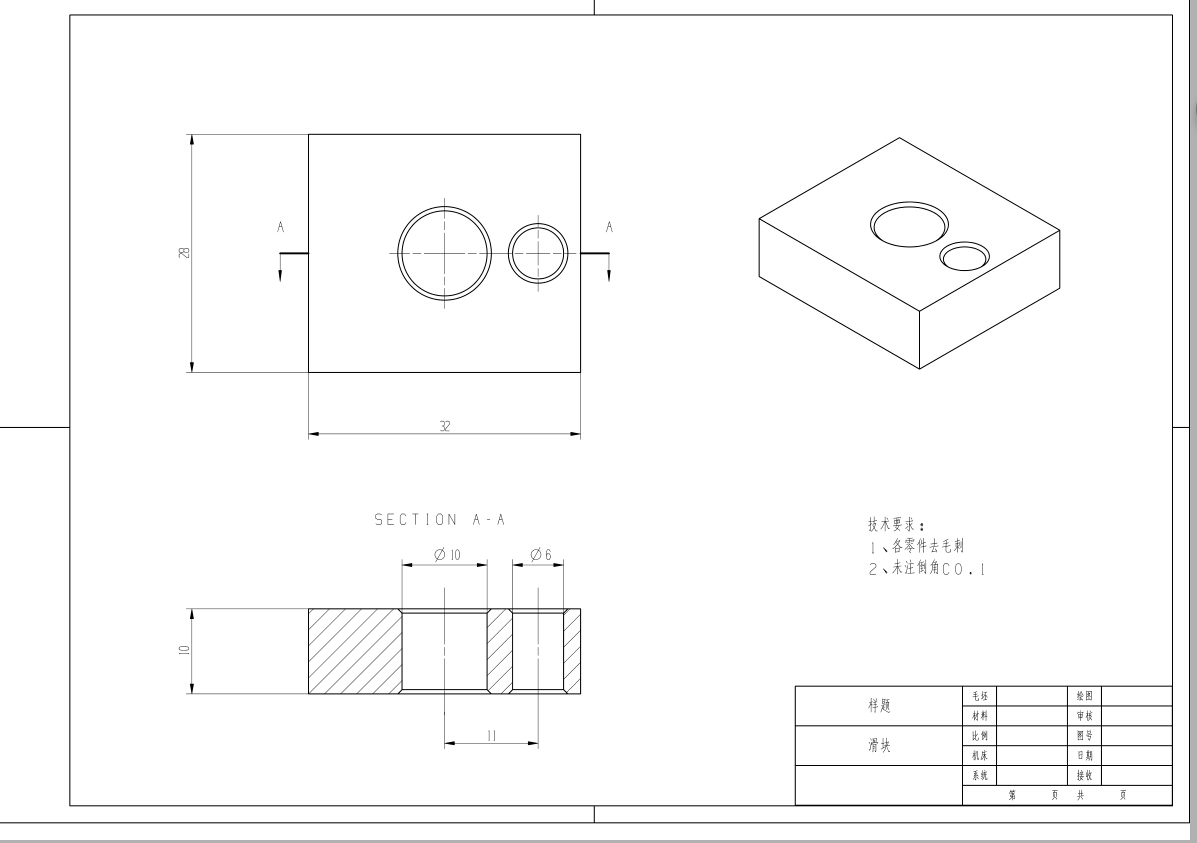 A
A
28
32
SECTION A-A
Ø10
Ø6
10
11
技术要求：
1、各零件去毛刺
2、未注倒角C0.1
样题
滑块
毛坯
绘图
材料
审核
比例
图号
机床
日期
系统
接收
第 页 共 页